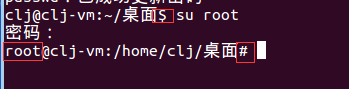 clj@clj-vm:~/桌面$ su root
密码：
root@clj-vm:/home/clj/桌面#